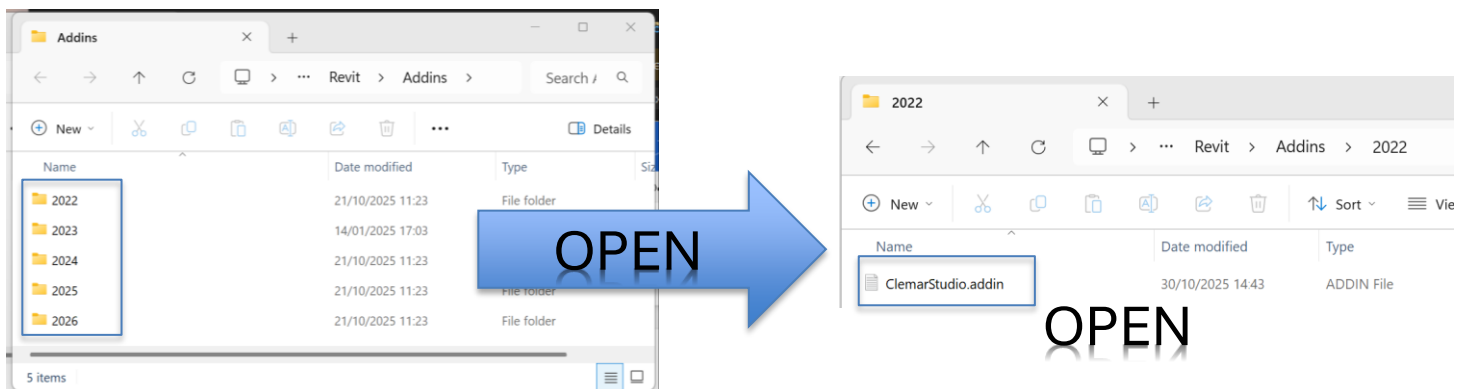 Addins
Revit > Addins >
Search
New
Details
Name
Date modified
Type
2022
21/10/2025 11:23
File folder
2023
14/01/2025 17:03
2024
21/10/2025 11:23
2025
21/10/2025 11:23
File folder
2026
21/10/2025 11:23
File folder
5 items
OPEN
2022
Revit > Addins > 2022
New
Sort
Name
Date modified
Type
ClemarStudio.addin
30/10/2025 14:43
ADDIN File
OPEN